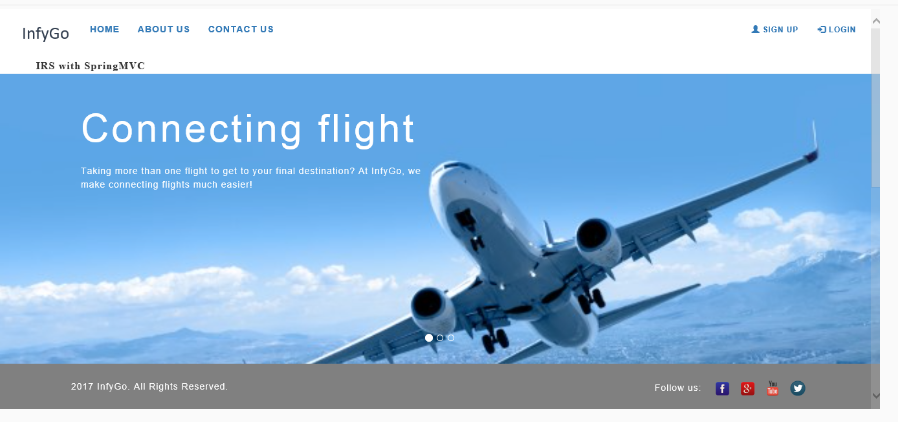 InfyGo HOME ABOUT US CONTACT US SIGN UP LOGIN
IRS with SpringMVC
Connecting flight
Taking more than one flight to get to your final destination? At InfyGo, we
make connecting flights much easier!
2017 InfyGo. All Rights Reserved. Follow us: f g+ You Tube